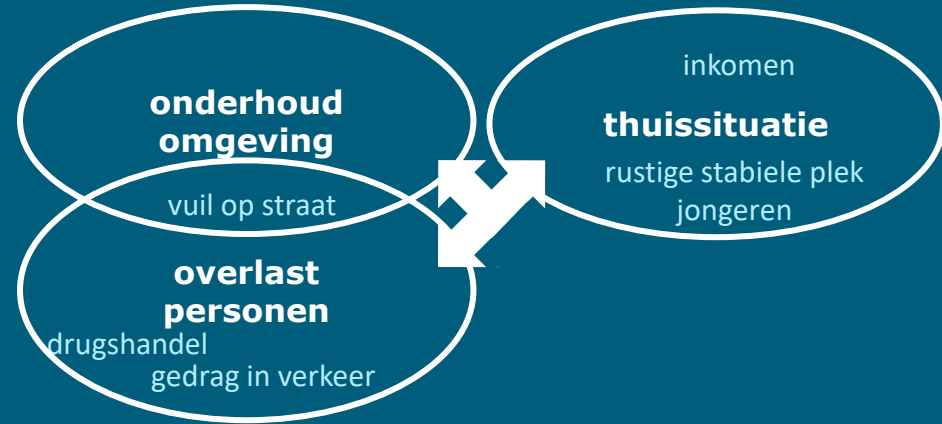 onderhoud
omgeving
vuil op straat
overlast
personen
drugshandel
gedrag in verkeer
inkomen
thuissituatie
rustige stabiele plek
jongeren